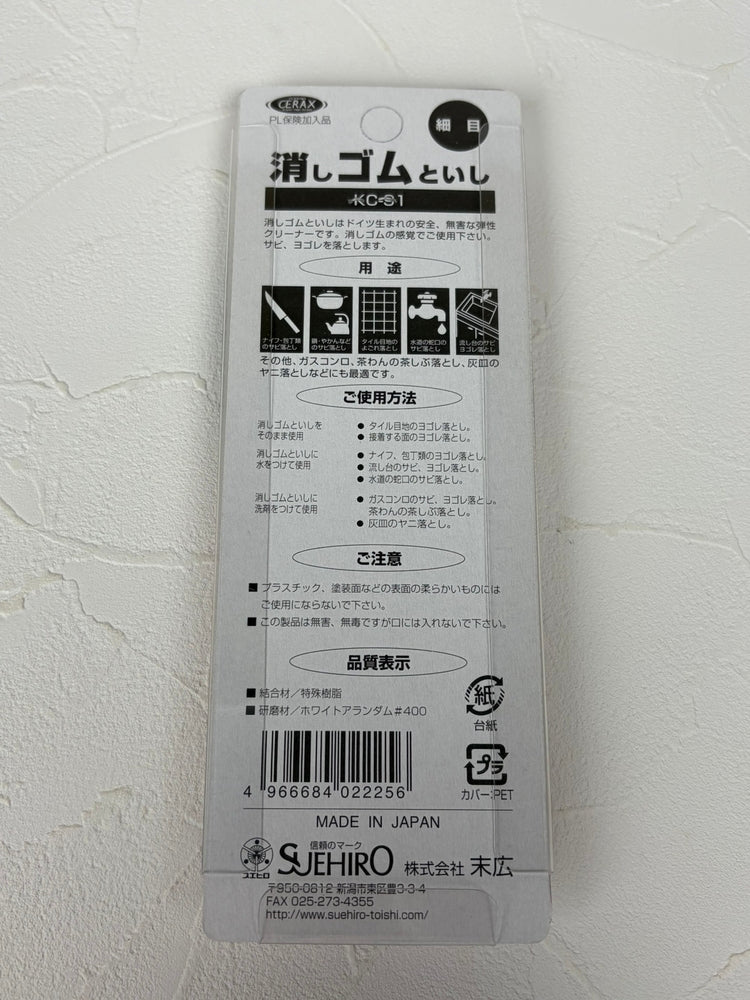 CERAX
PL保険加入品
細目
消しゴムといし
KC-91
消しゴムといしはドイツ生まれの安全、無害な弾性
クリーナーです。消しゴムの感覚でご使用下さい。
サビ、ヨゴレを落とします。
用途
ナイフ・包丁類
のサビ落とし
鍋・やかんなど
のサビ落とし
タイル目地の
よごれ落とし
水道の蛇口の
サビ落とし
流し台のサビ
ヨゴレ落とし
その他、ガスコンロ、茶わんの茶しぶ落とし、灰皿の
ヤニ落としなどにも最適です。
ご使用方法
消しゴムといしを
そのまま使用
● タイル目地のヨゴレ落とし。
● 接着する面のヨゴレ落とし。
消しゴムといしに
水をつけて使用
● ナイフ、包丁類のヨゴレ落とし。
● 流し台のサビ、ヨゴレ落とし。
● 水道の蛇口のサビ落とし。
消しゴムといしに
洗剤をつけて使用
● ガスコンロのサビ、ヨゴレ落とし。
茶わんの茶しぶ落とし。
● 灰皿のヤニ落とし。
ご注意
■ プラスチック、塗装面などの表面の柔らかいものには
ご使用にならないで下さい。
■ この製品は無害、無毒ですが口には入れないで下さい。
品質表示
■ 結合材/特殊樹脂
■ 研磨材/ホワイトアランダム#400
紙
台紙
プラ
カバー:PET
4 966684 022256
MADE IN JAPAN
スエヒロ
信頼のマーク
SUEHIRO 株式会社 末広
〒950-0812 新潟市東区豊3-3-4
FAX 025-273-4355
http://www.suehiro-toishi.com/